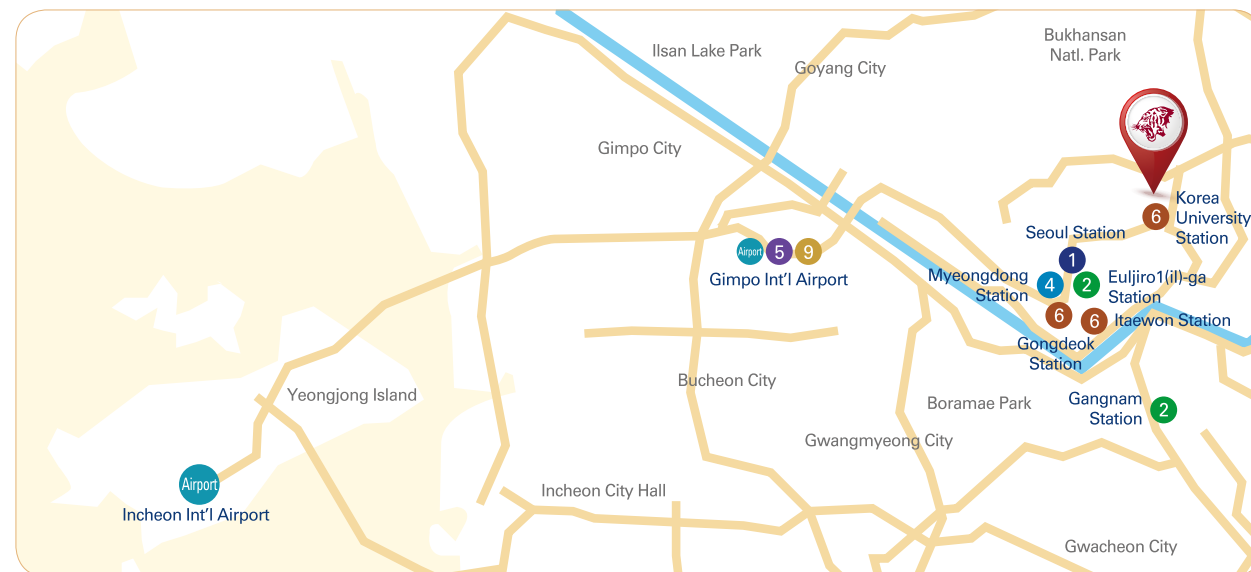 Bukhansan
Natl. Park
Ilsan Lake Park
Goyang City
Gimpo City
6
Korea
University
Station
Seoul Station
1
Airport
5
9
Gimpo Int'l Airport
Myeongdong
Station
4
2
Euljiro1(il)-ga
Station
6
6
Itaewon Station
Gongdeok
Station
Bucheon City
Yeongjong Island
Boramae Park
Gangnam
Station
2
Gwangmyeong City
Airport
Incheon Int'l Airport
Incheon City Hall
Gwacheon City